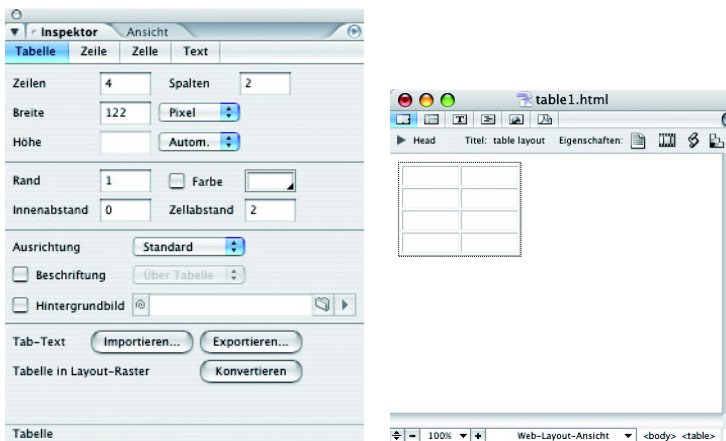 Inspektor Ansicht
Tabelle Zeile Zelle Text
Zeilen 4 Spalten 2
Breite 122 Pixel
Höhe Autom.
Rand 1 Farbe
Innenabstand 0 Zellabstand 2
Ausrichtung Standard
Beschriftung Über Tabelle
Hintergrundbild
Tab-Text Importieren... Exportieren...
Tabelle in Layout-Raster Konvertieren
Tabelle
table1.html
Head Titel: table layout Eigenschaften:
100% Web-Layout-Ansicht <body> <table>